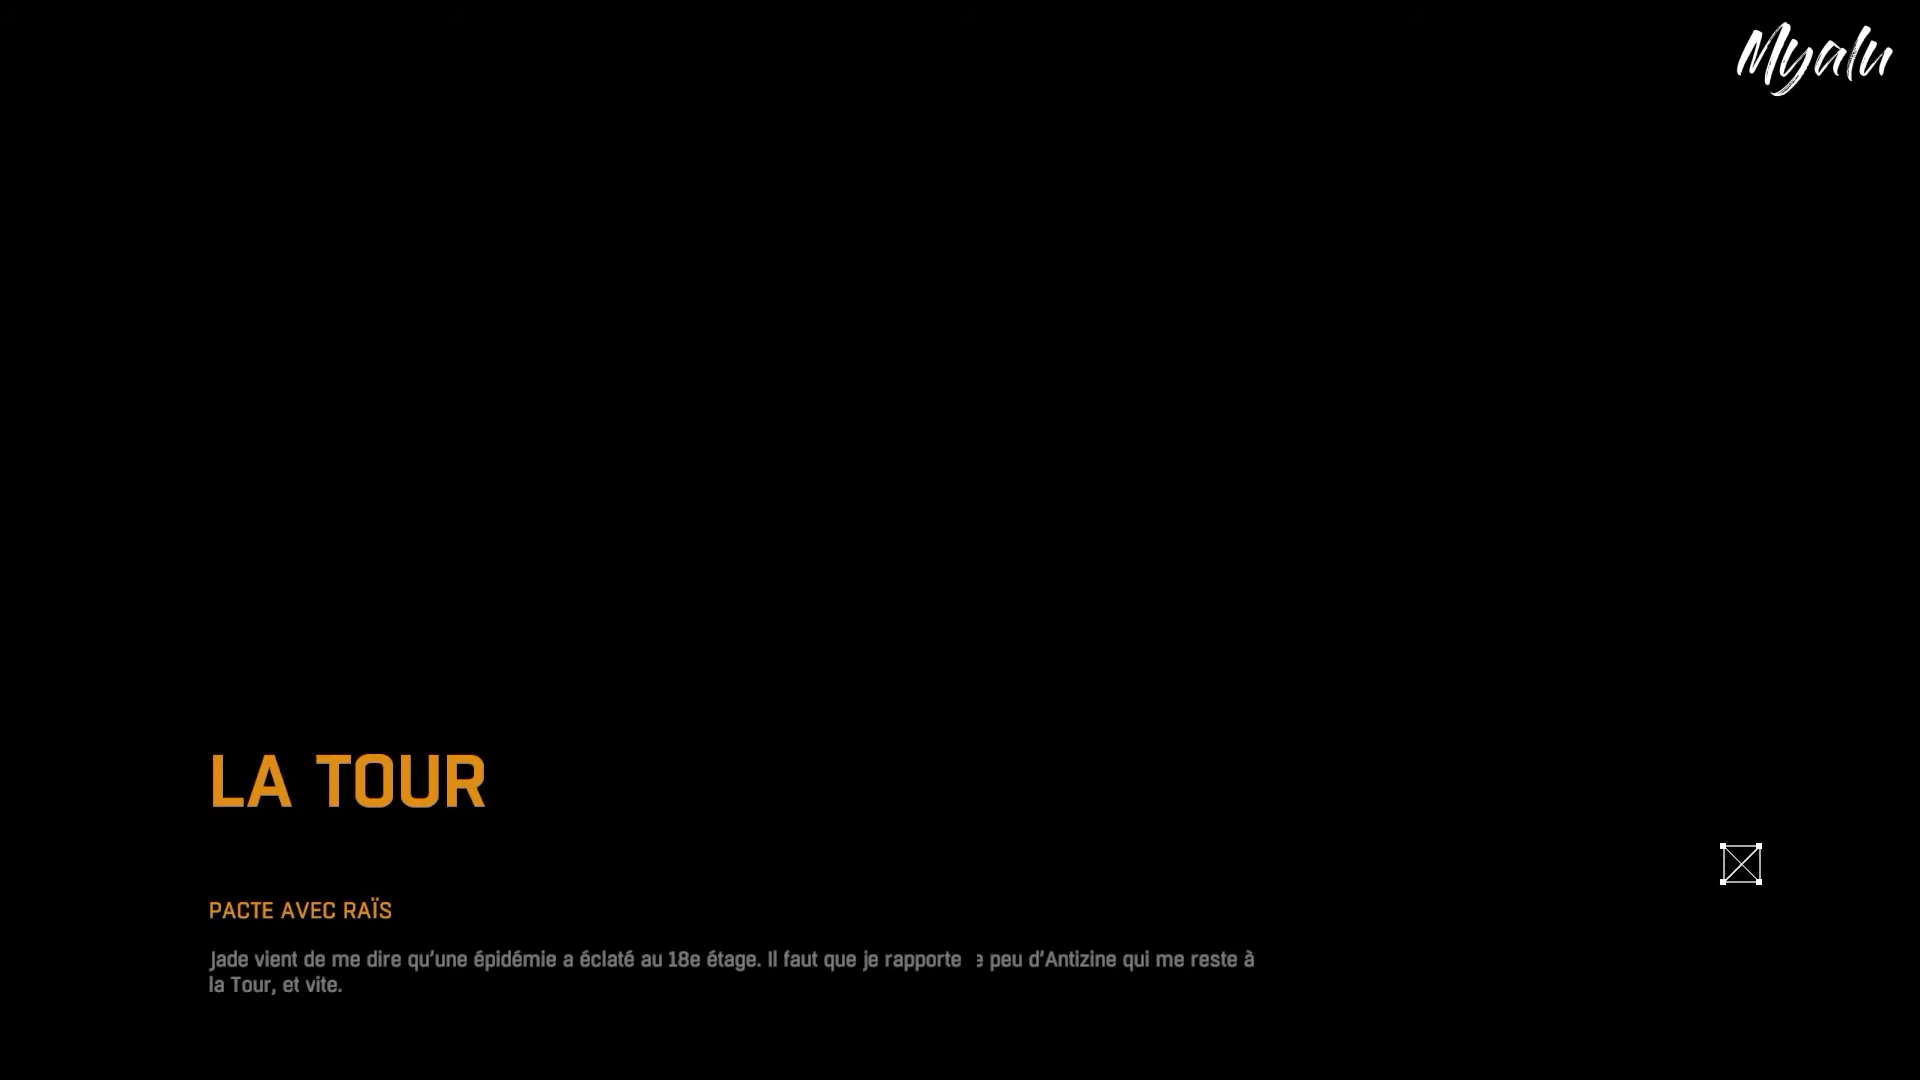 Myalu
LA TOUR
PACTE AVEC RAÏS
Jade vient de me dire qu'une épidémie a éclaté au 18e étage. Il faut que je rapporte peu d'Antizine qui me reste à
la Tour, et vite.